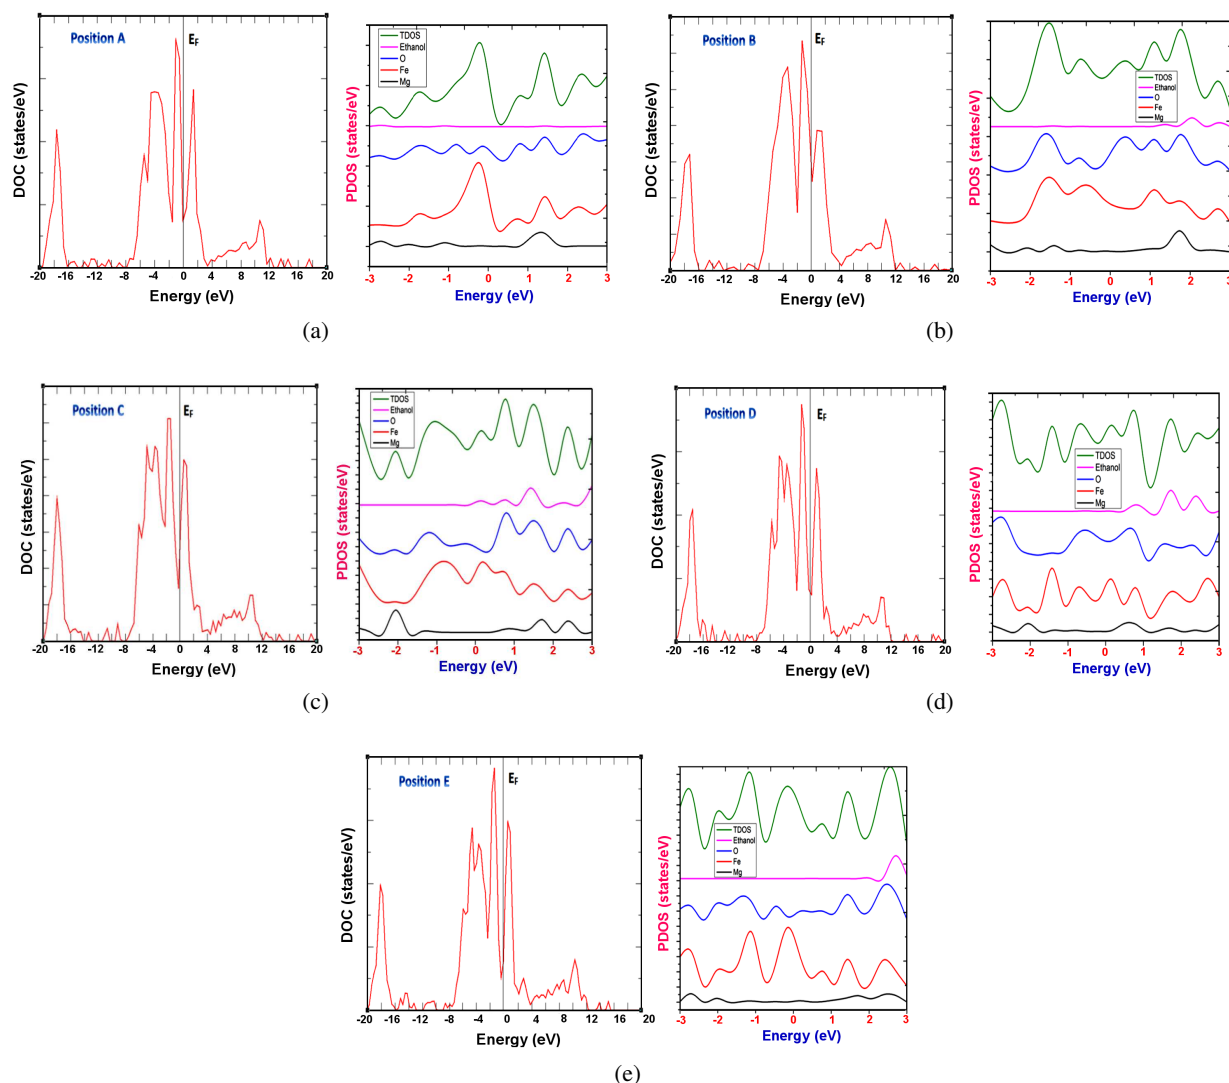 Position A
E_F
DOC (states/eV)
-20 -16 -12 -8 -4 0 4 8 12 16 20
Energy (eV)
TDOS
Ethanol
O
Fe
Mg
PDOS (states/eV)
-3 -2 -1 0 1 2 3
Energy (eV)
(a)
Position B
E_F
DOC (states/eV)
-20 -16 -12 -8 -4 0 4 8 12 16 20
Energy (eV)
TDOS
Ethanol
O
Fe
Mg
PDOS (states/eV)
-3 -2 -1 0 1 2 3
Energy (eV)
(b)
Position C
E_F
DOC (states/eV)
-20 -16 -12 -8 -4 0 4 8 12 16 20
Energy (eV)
TDOS
Ethanol
O
Fe
Mg
PDOS (states/eV)
-3 -2 -1 0 1 2 3
Energy (eV)
(c)
Position D
E_F
DOC (states/eV)
-20 -16 -12 -8 -4 0 4 8 12 16 20
Energy (eV)
TDOS
Ethanol
O
Fe
Mg
PDOS (states/eV)
-3 -2 -1 0 1 2 3
Energy (eV)
(d)
Position E
E_F
DOC (states/eV)
-20 -16 -12 -8 -4 0 4 8 12 16 20
Energy (eV)
TDOS
Ethanol
O
Fe
Mg
PDOS (states/eV)
-3 -2 -1 0 1 2 3
Energy (eV)
(e)